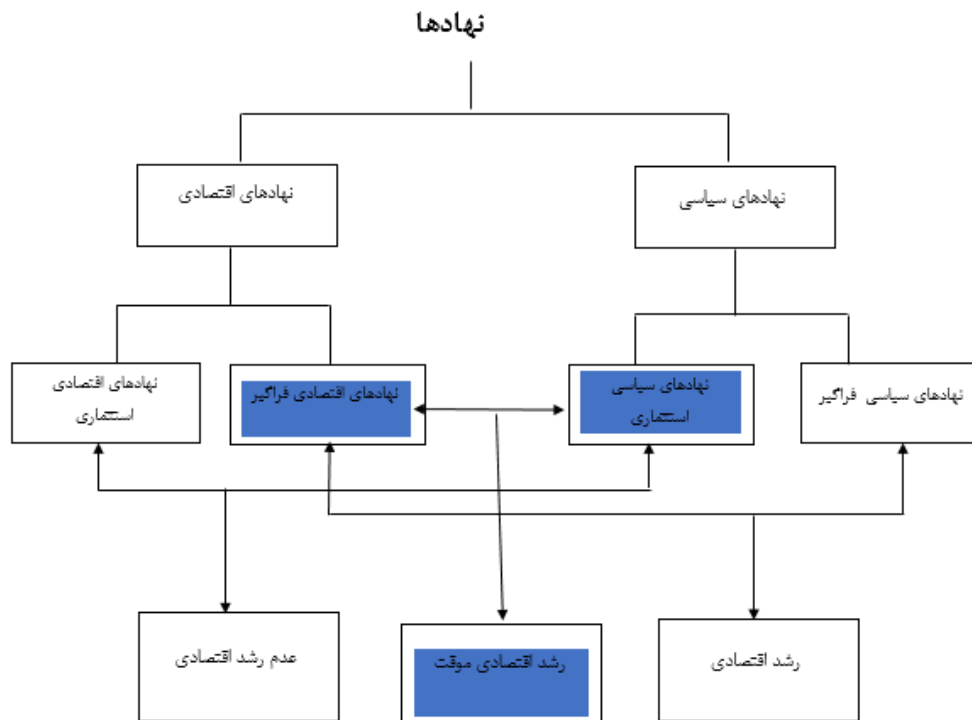 نهادها
نهادهای سیاسی
نهادهای اقتصادی
نهادهای سیاسی فراگیر
نهادهای سیاسی
استثماری
نهادهای اقتصادی فراگیر
نهادهای اقتصادی
استثماری
رشد اقتصادی
رشد اقتصادی موقت
عدم رشد اقتصادی